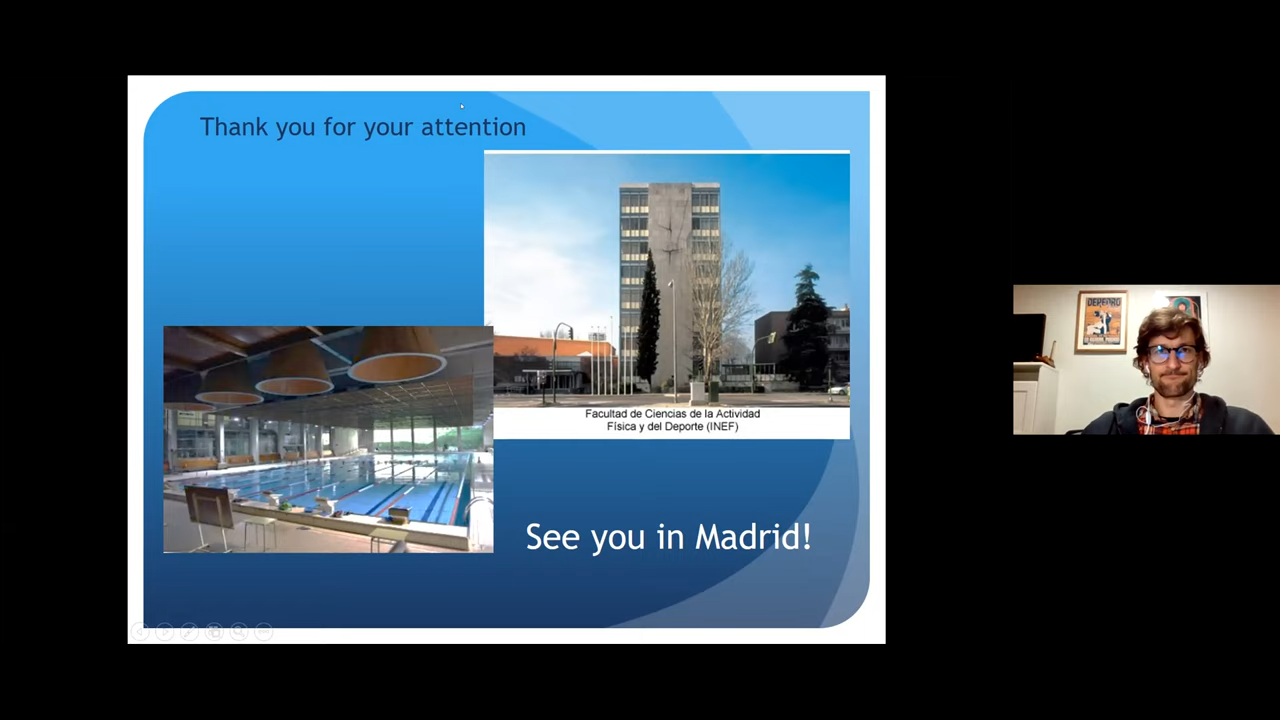 Thank you for your attention
Facultad de Ciencias de la Actividad
Física y del Deporte (INEF)
See you in Madrid!